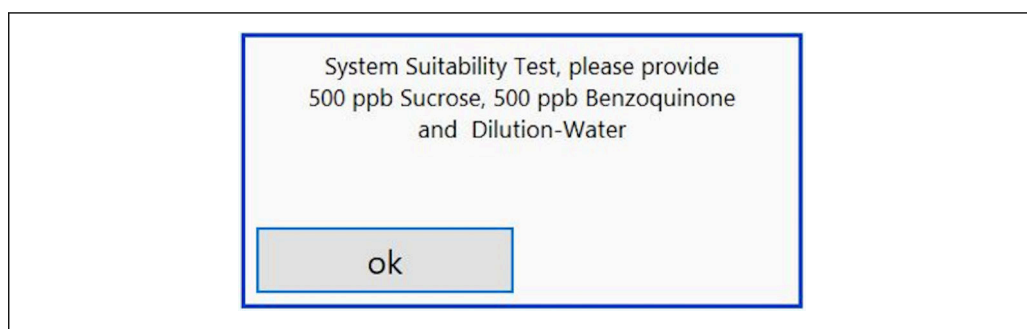 System Suitability Test, please provide
500 ppb Sucrose, 500 ppb Benzoquinone
and  Dilution-Water
ok